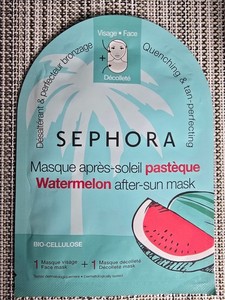 Visage • Face
+
Décolleté
Désaltérant & perfecteur bronzage
Quenching & tan-perfecting
SEPHORA
Masque après-soleil pastèque
Watermelon after-sun mask
BIO-CELLULOSE
1 Masque visage + 1 Masque décolleté
Face mask Décolleté mask